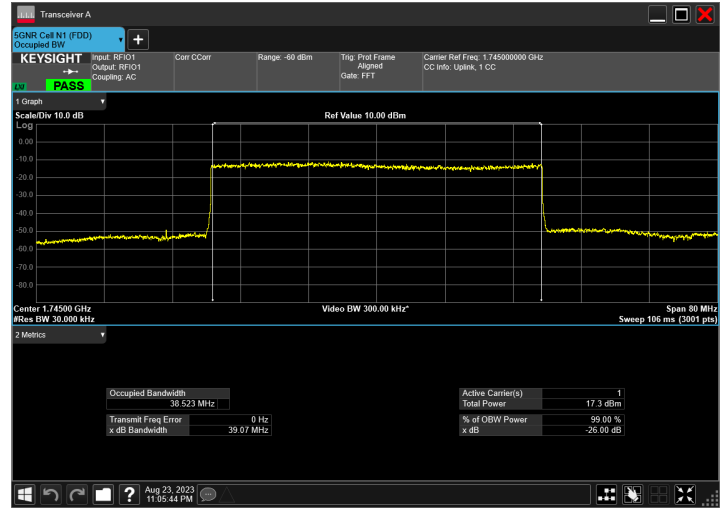 Transceiver A
5GNR Cell N1 (FDD)
Occupied BW
KEYSIGHT
LXI
PASS
Input: RFIO1
Output: RFIO1
Coupling: AC
Corr CCorr
Range: -60 dBm
Trig: Prot Frame
Aligned
Gate: FFT
Carrier Ref Freq: 1.745000000 GHz
CC Info: Uplink, 1 CC
1 Graph
Scale/Div 10.0 dB
Ref Value 10.00 dBm
Log
0.00
-10.0
-20.0
-30.0
-40.0
-50.0
-60.0
-70.0
-80.0
Center 1.74500 GHz
Video BW 300.00 kHz*
Span 80 MHz
#Res BW 30.000 kHz
Sweep 106 ms (3001 pts)
2 Metrics
Occupied Bandwidth
38.523 MHz
Transmit Freq Error 0 Hz
x dB Bandwidth 39.07 MHz
Active Carrier(s) 1
Total Power 17.3 dBm
% of OBW Power 99.00 %
x dB -26.00 dB
?
Aug 23, 2023
11:05:44 PM